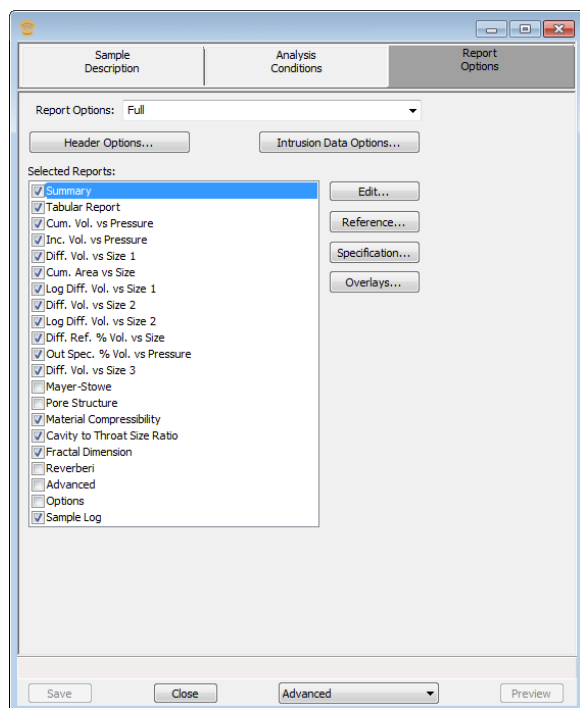 Sample
Description
Analysis
Conditions
Report
Options
Report Options: Full
Header Options...
Intrusion Data Options...
Selected Reports:
Summary
Tabular Report
Cum. Vol. vs Pressure
Inc. Vol. vs Pressure
Diff. Vol. vs Size 1
Cum. Area vs Size
Log Diff. Vol. vs Size 1
Diff. Vol. vs Size 2
Log Diff. Vol. vs Size 2
Diff. Ref. % Vol. vs Size
Out Spec. % Vol. vs Pressure
Diff. Vol. vs Size 3
Mayer-Stowe
Pore Structure
Material Compressibility
Cavity to Throat Size Ratio
Fractal Dimension
Reverberi
Advanced
Options
Sample Log
Edit...
Reference...
Specification...
Overlays...
Save
Close
Advanced
Preview